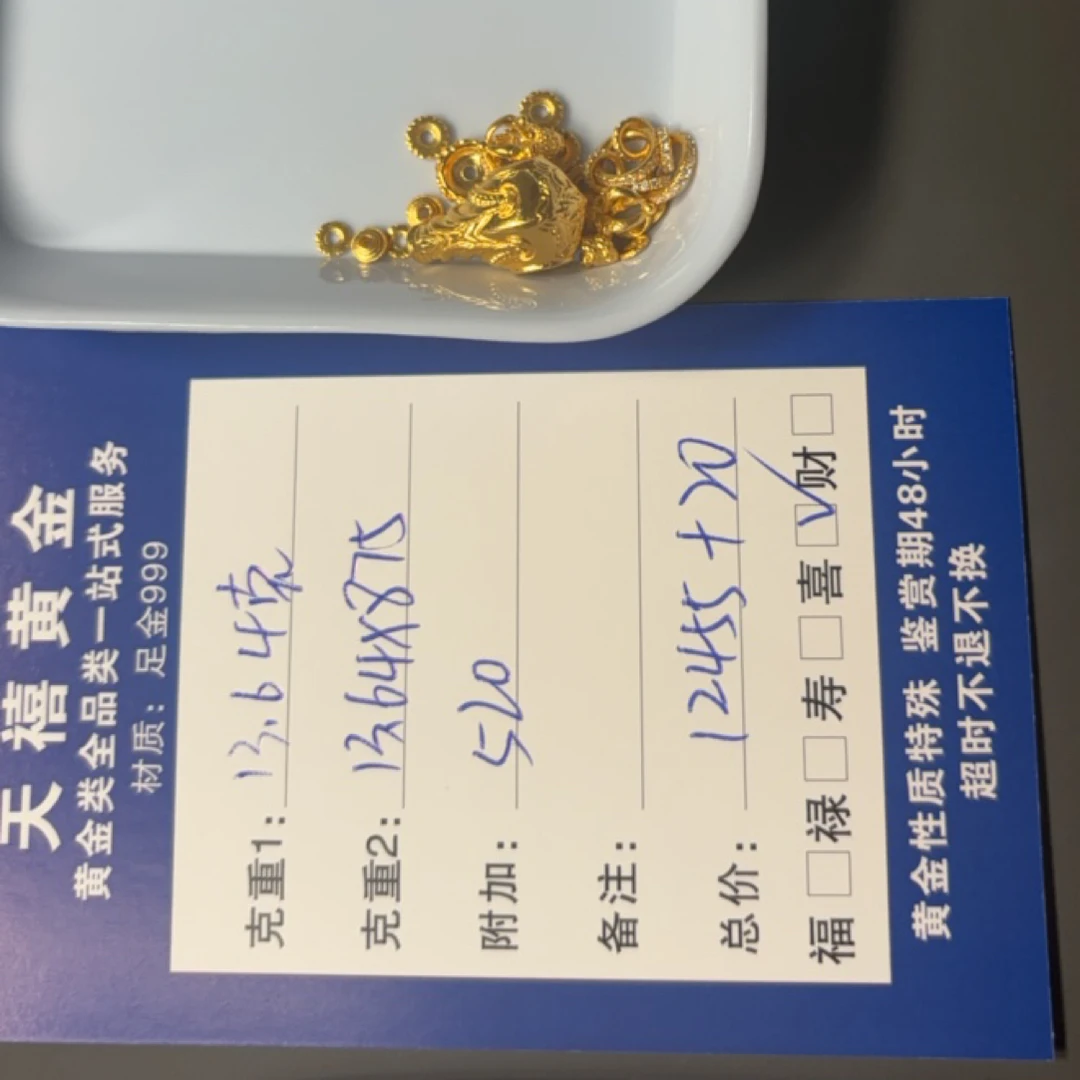 天禧黄金
黄金类全品类一站式服务
材质：足金999
克重1：13.64克
克重2：13.64x875
附加：520
备注：
总价：12455+20
福□禄□寿□喜☑财□
黄金性质特殊 鉴赏期48小时
超时不退不换